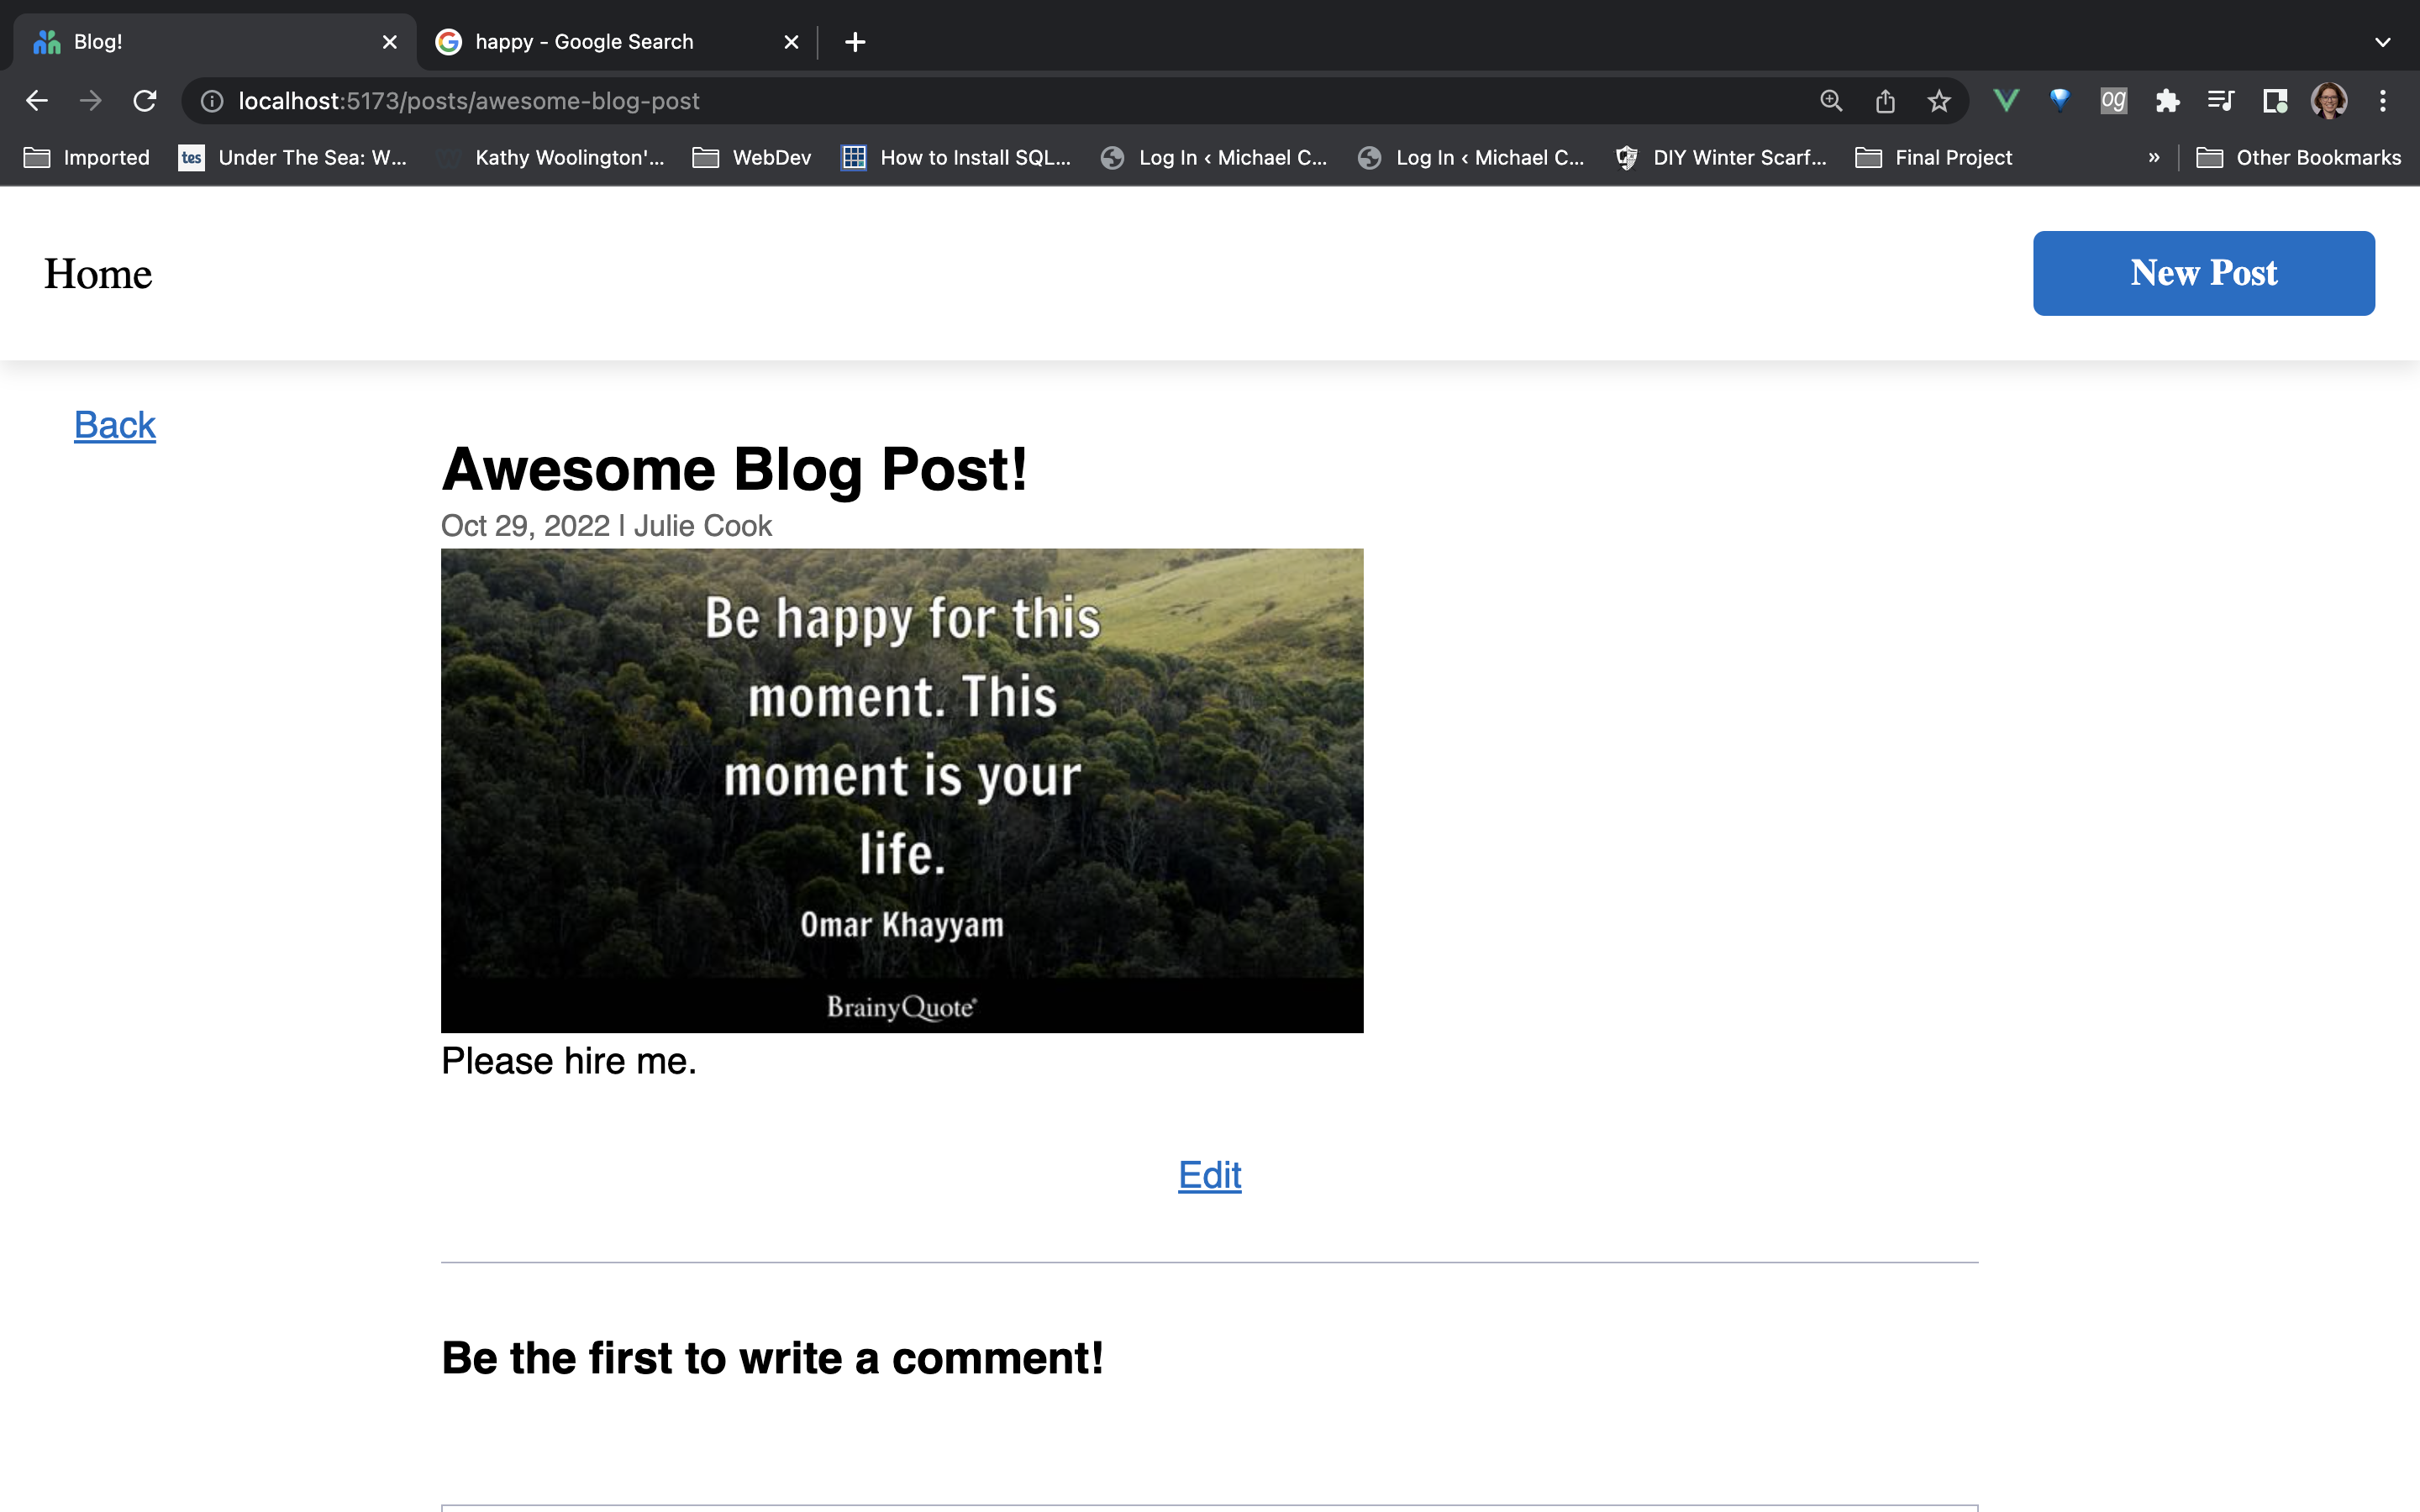 Blog!
happy - Google Search
localhost:5173/posts/awesome-blog-post
og
Imported
tes
Under The Sea: W...
Kathy Woolington'...
WebDev
How to Install SQL...
Log In ‹ Michael C...
Log In ‹ Michael C...
DIY Winter Scarf...
Final Project
»
Other Bookmarks
Home
New Post
Back
Awesome Blog Post!
Oct 29, 2022 | Julie Cook
Be happy for this
moment. This
moment is your
life.
Omar Khayyam
BrainyQuote®
Please hire me.
Edit
Be the first to write a comment!